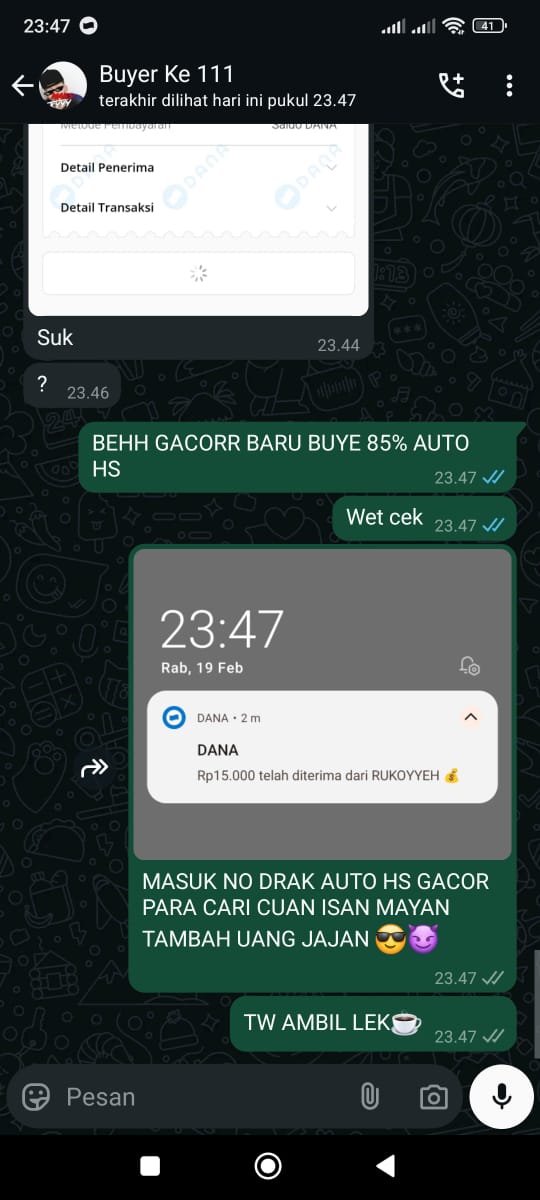 23:47
41
Buyer Ke 111
terakhir dilihat hari ini pukul 23.47
Metode Pembayaran Saldo DANA
Detail Penerima
Detail Transaksi
DANA DANA DANA
Suk
23.44
? 23.46
BEHH GACORR BARU BUYE 85% AUTO
HS
23.47
Wet cek 23.47
23:47
Rab, 19 Feb
DANA • 2 m
DANA
Rp15.000 telah diterima dari RUKOYYEH 💰
MASUK NO DRAK AUTO HS GACOR
PARA CARI CUAN ISAN MAYAN
TAMBAH UANG JAJAN 😎😈
23.47
TW AMBIL LEK☕
23.47
Pesan